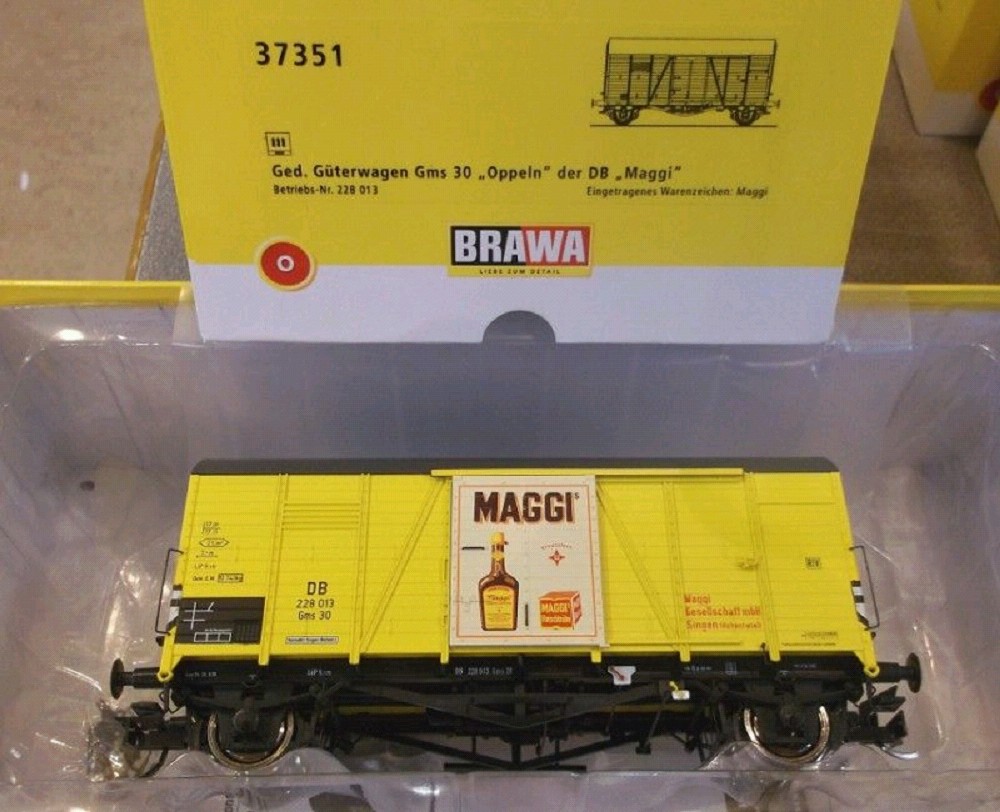 37351
Ged. Güterwagen Gms 30 „Oppeln" der DB „Maggi"
Betriebs-Nr. 228 013
Eingetragenes Warenzeichen: Maggi
BRAWA
LIEBE ZUM DETAIL
MAGGIS
DB
228 013
Gms 30
MAGGI'S
Maggi
Gesellschaft mbH
Singen